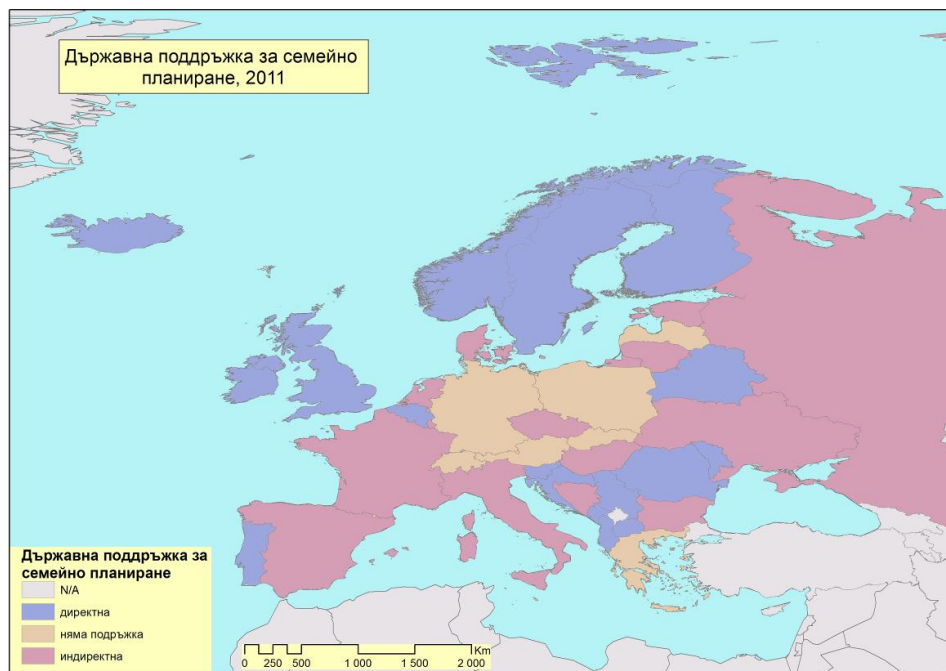 Държавна поддръжка за семейно
планиране, 2011
Държавна поддръжка за
семейно планиране
N/A
директна
няма подръжка
индиректна
Km
0 250 500 1 000 1 500 2 000